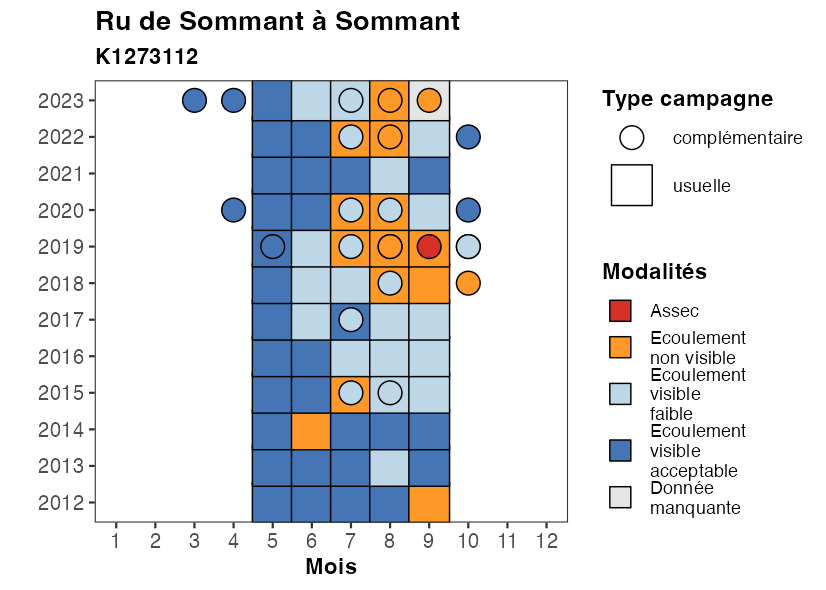 Ru de Sommant à Sommant
K1273112
2023
2022
2021
2020
2019
2018
2017
2016
2015
2014
2013
2012
1 2 3 4 5 6 7 8 9 10 11 12
Mois
Type campagne
complémentaire
usuelle
Modalités
Assec
Ecoulement
non visible
Ecoulement
visible
faible
Ecoulement
visible
acceptable
Donnée
manquante